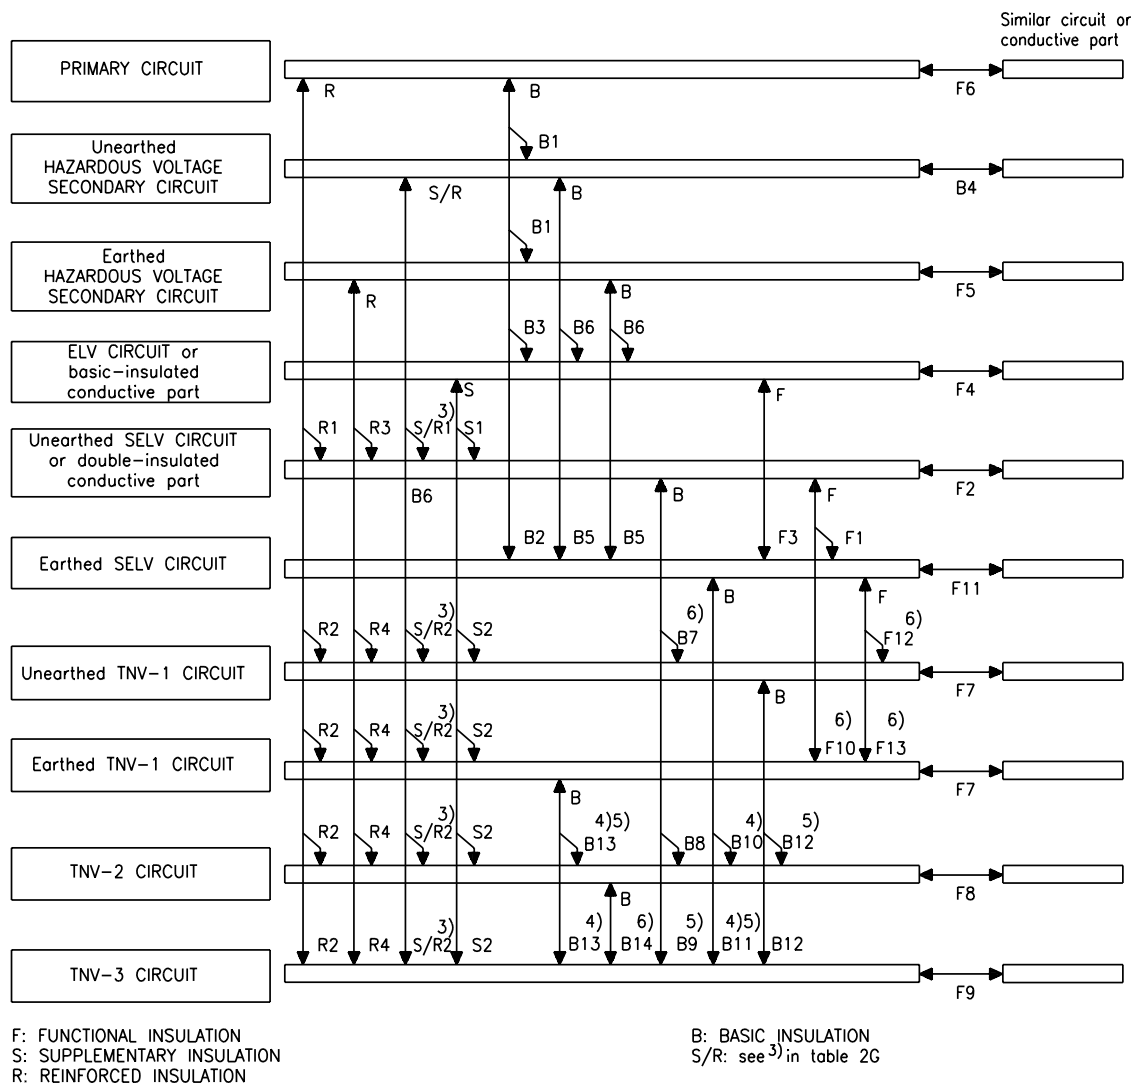 Similar circuit or
conductive part
PRIMARY CIRCUIT
R
B
F6
Unearthed
HAZARDOUS VOLTAGE
SECONDARY CIRCUIT
B1
S/R
B
B4
Earthed
HAZARDOUS VOLTAGE
SECONDARY CIRCUIT
B1
R
B
F5
ELV CIRCUIT or
basic-insulated
conductive part
B3
B6
B6
S
F
F4
Unearthed SELV CIRCUIT
or double-insulated
conductive part
3)
R1
R3
S/R1
S1
B6
B
F
F2
Earthed SELV CIRCUIT
B2
B5
B5
F3
F1
B
F
F11
Unearthed TNV-1 CIRCUIT
3)
6)
6)
R2
R4
S/R2
S2
B7
F12
B
F7
Earthed TNV-1 CIRCUIT
3)
6)
6)
R2
R4
S/R2
S2
F10
F13
B
F7
TNV-2 CIRCUIT
3)
4)5)
4)
5)
R2
R4
S/R2
S2
B13
B8
B10
B12
B
F8
TNV-3 CIRCUIT
3)
4)
6)
5)
4)5)
R2
R4
S/R2
S2
B13
B14
B9
B11
B12
F9
F: FUNCTIONAL INSULATION
S: SUPPLEMENTARY INSULATION
R: REINFORCED INSULATION
B: BASIC INSULATION
S/R: see 3) in table 2G